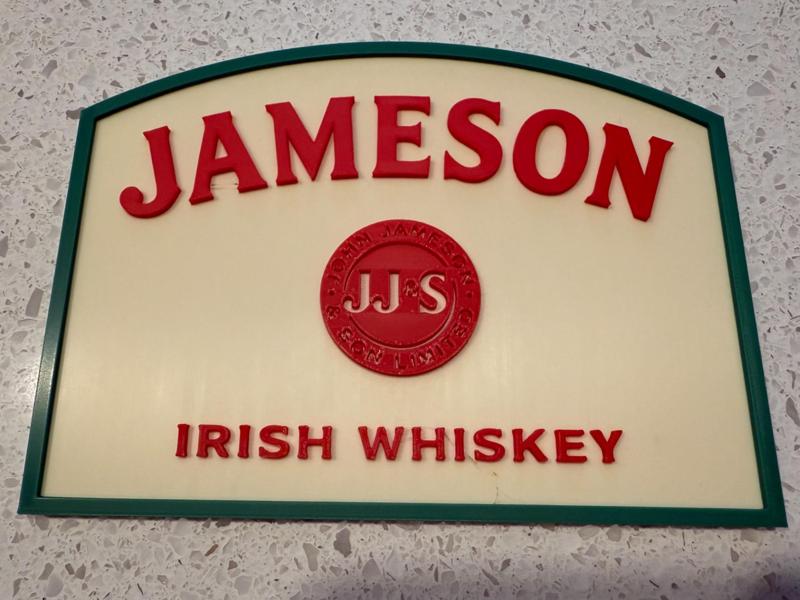 JAMESON
JOHN JAMESON
JJ&S
& SON LIMITED
IRISH WHISKEY